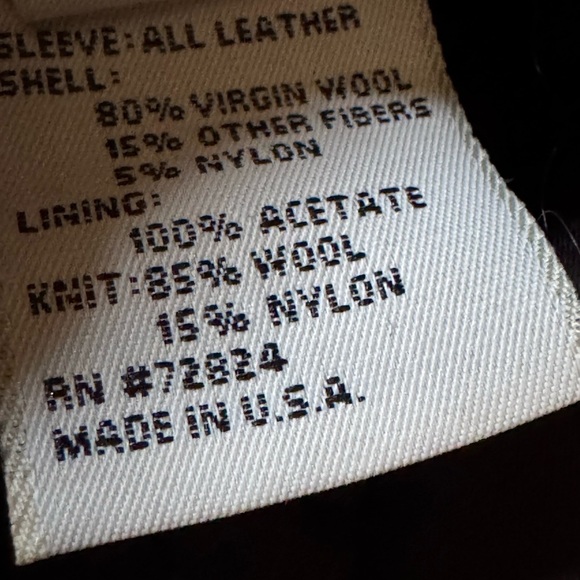 SLEEVE: ALL LEATHER
SHELL:
80% VIRGIN WOOL
15% OTHER FIBERS
5% NYLON
LINING:
100% ACETATE
KNIT: 85% WOOL
15% NYLON
RN #72824
MADE IN U.S.A.